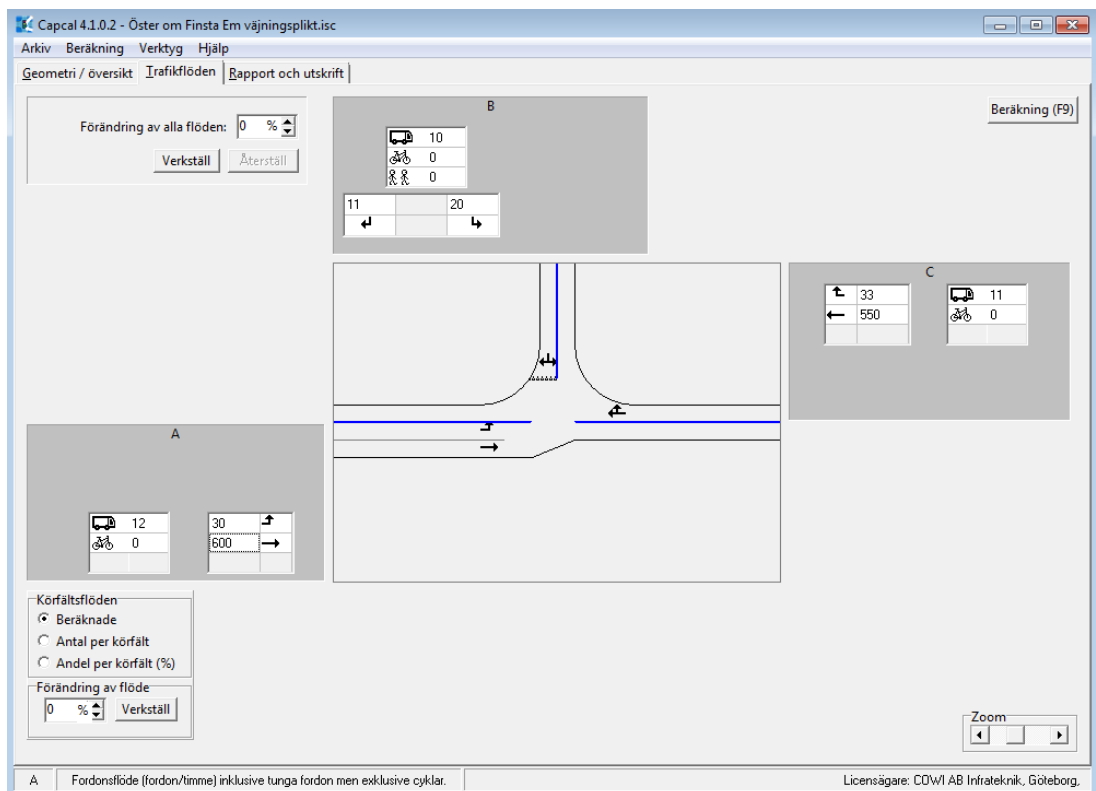 Capcal 4.1.0.2 - Öster om Finsta Em väjningsplikt.isc
Arkiv Beräkning Verktyg Hjälp
Geometri / översikt Trafikflöden Rapport och utskrift
Förändring av alla flöden: 0 %
Verkställ Återställ
B
10
0
0
11 20
Beräkning (F9)
C
33 11
550 0
A
12 30
0 600
Körfältsflöden
Beräknade
Antal per körfält
Andel per körfält (%)
Förändring av flöde
0 % Verkställ
Zoom
A Fordonsflöde (fordon/timme) inklusive tunga fordon men exklusive cyklar. Licensägare: COWI AB Infrateknik, Göteborg,